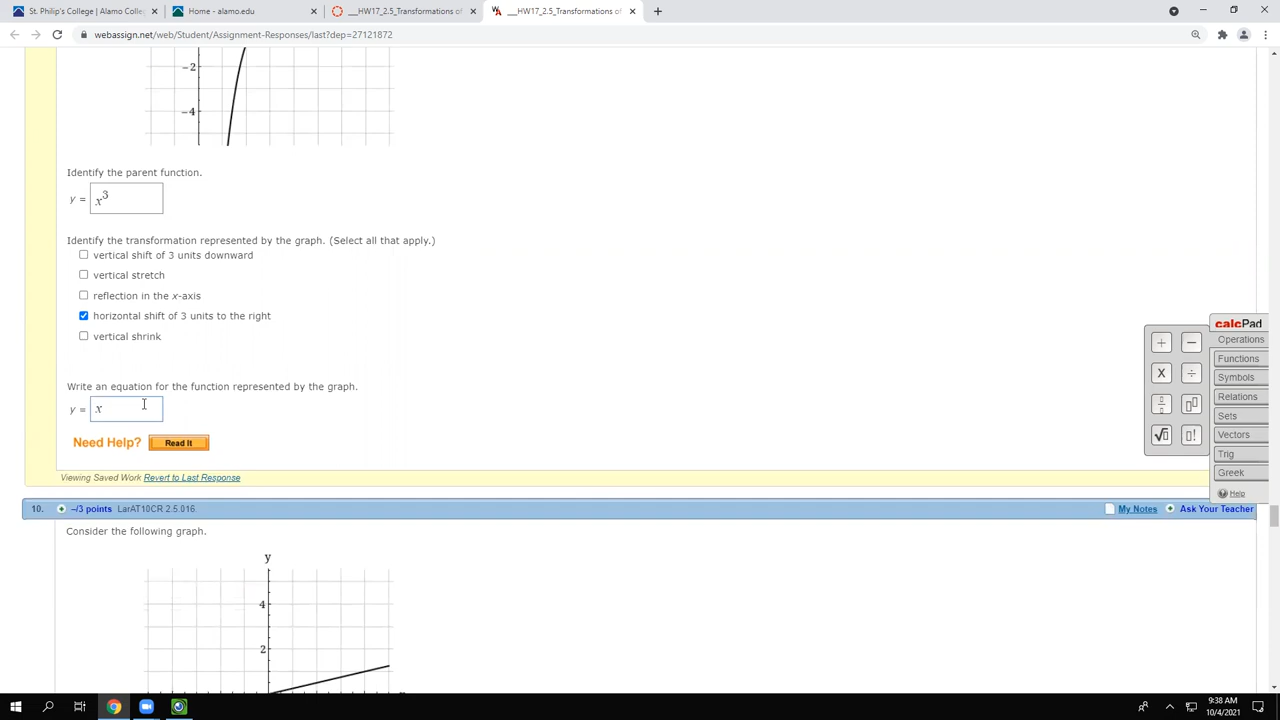 St. Philip's College | Alamo Colle
Home - alamo.edu
__HW17_2.5_Transformations of
__HW17_2.5_Transformations of
webassign.net/web/Student/Assignment-Responses/last?dep=27121872
−2
−4
Identify the parent function.
y = x³
Identify the transformation represented by the graph. (Select all that apply.)
vertical shift of 3 units downward
vertical stretch
reflection in the x-axis
horizontal shift of 3 units to the right
vertical shrink
Write an equation for the function represented by the graph.
y = x
Need Help? Read It
Viewing Saved Work Revert to Last Response
10. –/3 points LarAT10CR 2.5.016. My Notes Ask Your Teacher
Consider the following graph.
y
4
2
calcPad
Operations
Functions
Symbols
Relations
Sets
Vectors
Trig
Greek
Help
+ −
x ÷
9:38 AM
10/4/2021